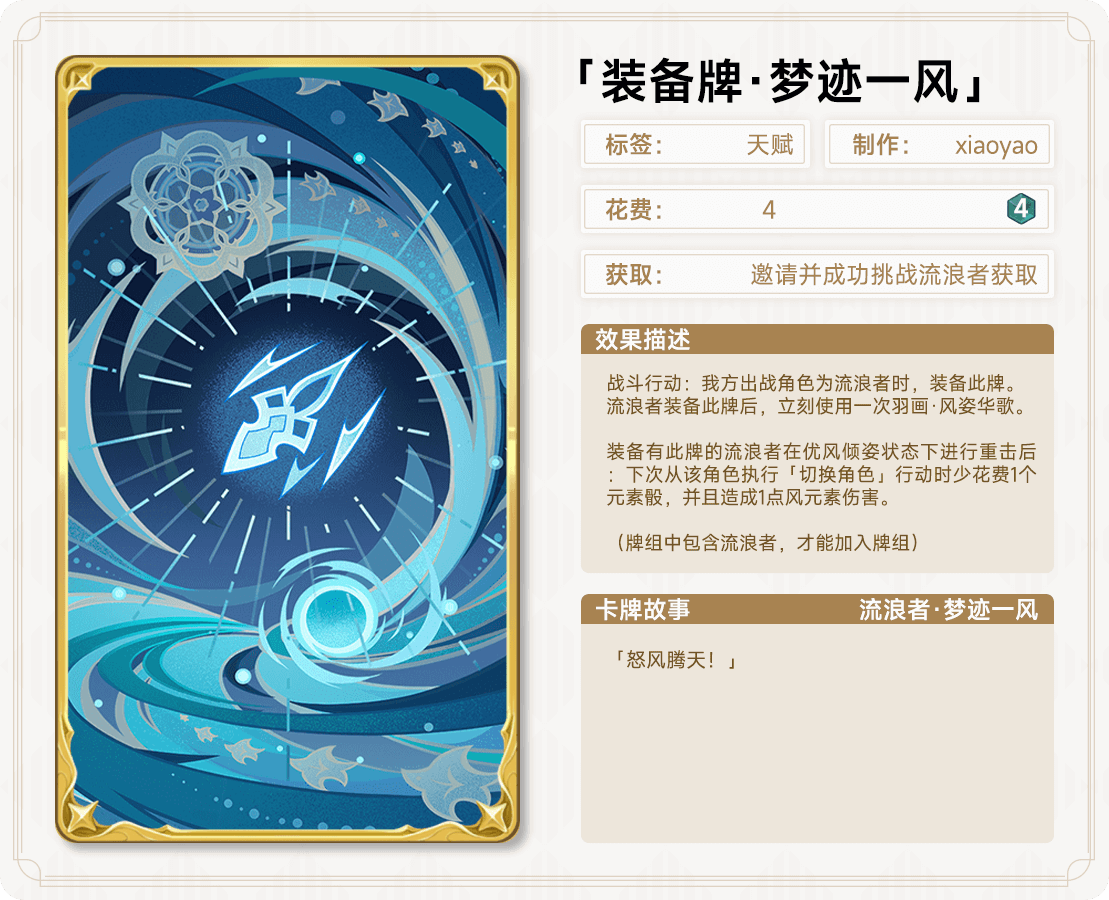 「装备牌·梦迹一风」
标签： 天赋 制作： xiaoyao
花费： 4 4
获取： 邀请并成功挑战流浪者获取
效果描述
战斗行动：我方出战角色为流浪者时，装备此牌。
流浪者装备此牌后，立刻使用一次羽画·风姿华歌。
装备有此牌的流浪者在优风倾姿状态下进行重击后
：下次从该角色执行「切换角色」行动时少花费1个
元素骰，并且造成1点风元素伤害。
（牌组中包含流浪者，才能加入牌组）
卡牌故事 流浪者·梦迹一风
「怒风腾天！」